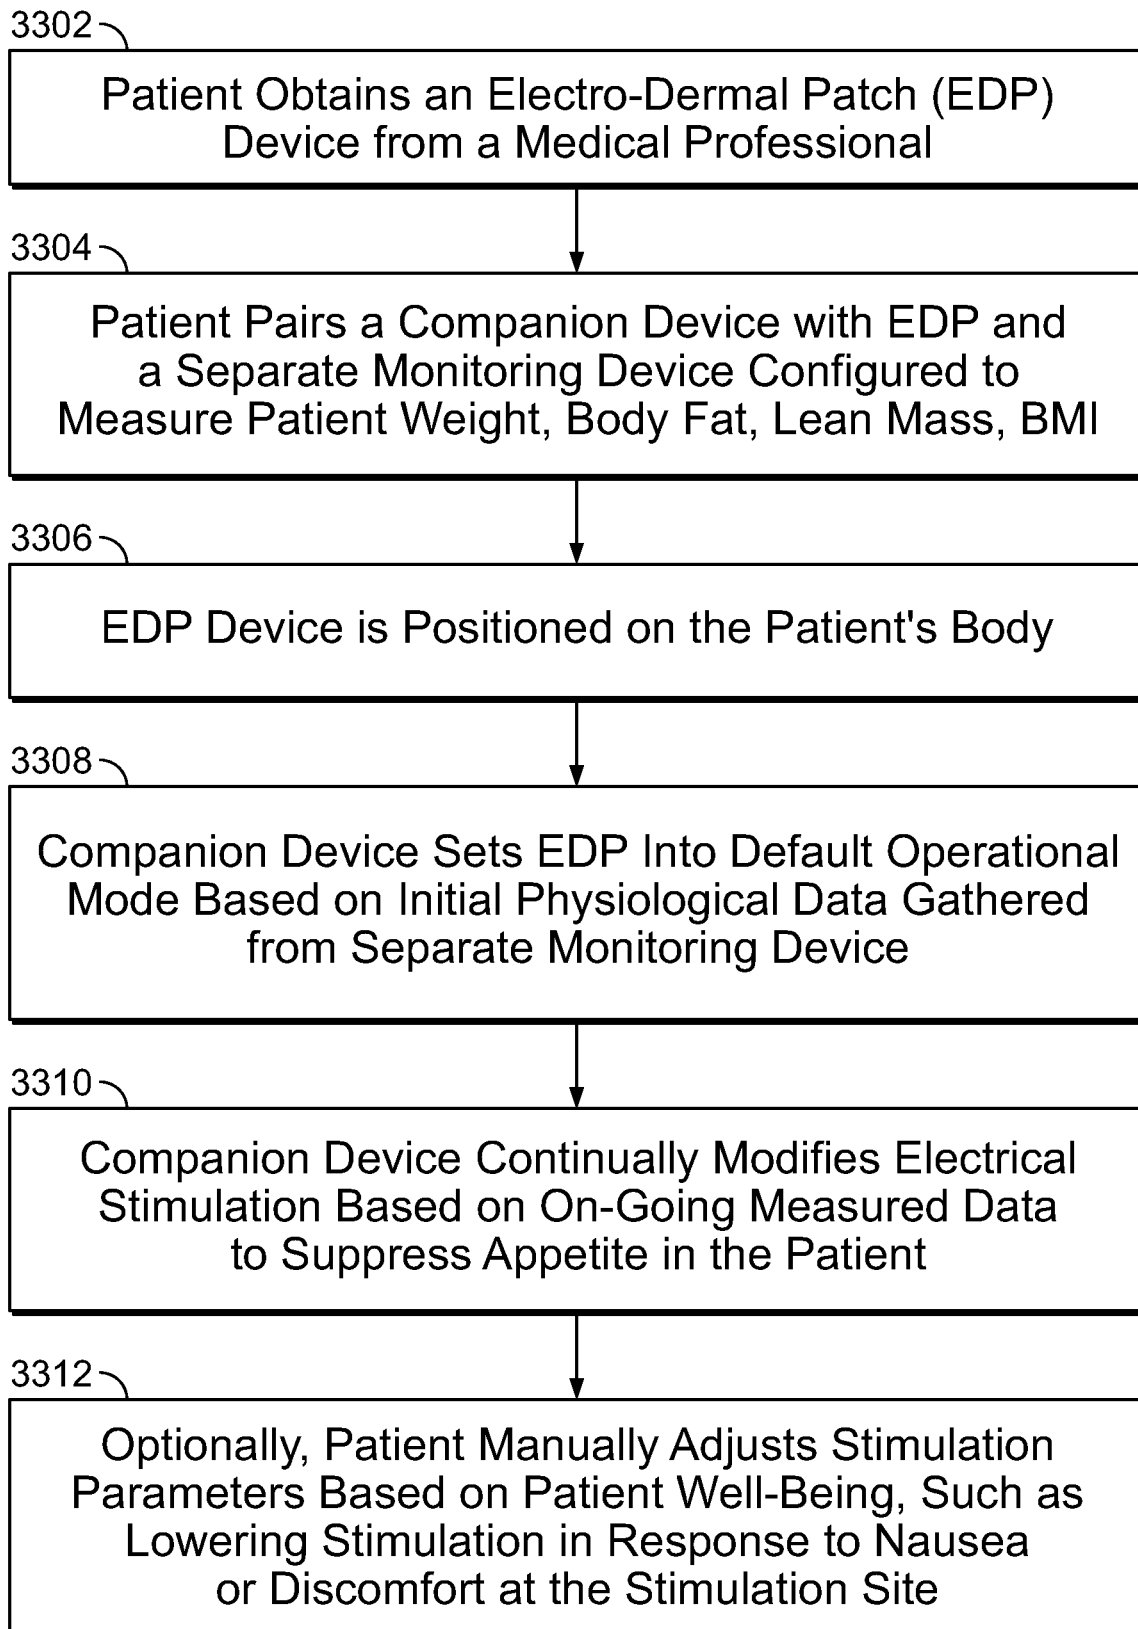 3302
Patient Obtains an Electro-Dermal Patch (EDP)
Device from a Medical Professional
3304
Patient Pairs a Companion Device with EDP and
a Separate Monitoring Device Configured to
Measure Patient Weight, Body Fat, Lean Mass, BMI
3306
EDP Device is Positioned on the Patient's Body
3308
Companion Device Sets EDP Into Default Operational
Mode Based on Initial Physiological Data Gathered
from Separate Monitoring Device
3310
Companion Device Continually Modifies Electrical
Stimulation Based on On-Going Measured Data
to Suppress Appetite in the Patient
3312
Optionally, Patient Manually Adjusts Stimulation
Parameters Based on Patient Well-Being, Such as
Lowering Stimulation in Response to Nausea
or Discomfort at the Stimulation Site